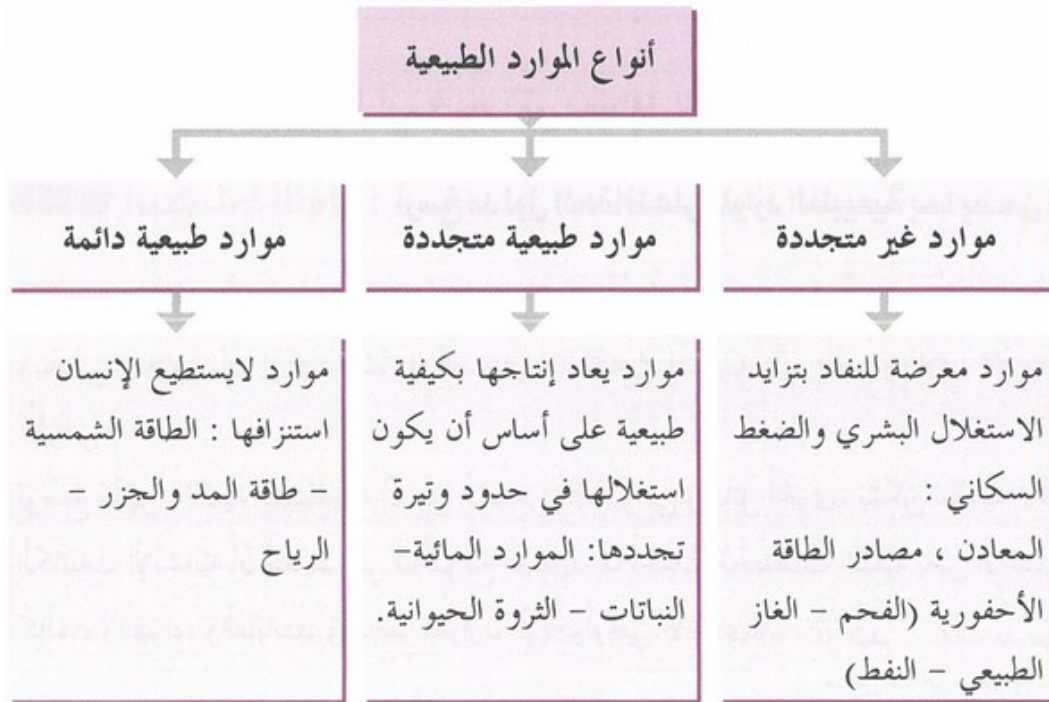 أنواع الموارد الطبيعية
موارد غير متجددة
موارد معرضة للنفاد بتزايد
الاستغلال البشري والضغط
السكاني :
المعادن ، مصادر الطاقة
الأحفورية (الفحم – الغاز
الطبيعي – النفط)
موارد طبيعية متجددة
موارد يعاد إنتاجها بكيفية
طبيعية على أساس أن يكون
استغلالها في حدود وتيرة
تجددها: الموارد المائية–
النباتات – الثروة الحيوانية.
موارد طبيعية دائمة
موارد لايستطيع الإنسان
استنزافها : الطاقة الشمسية
– طاقة المد والجزر –
الرياح